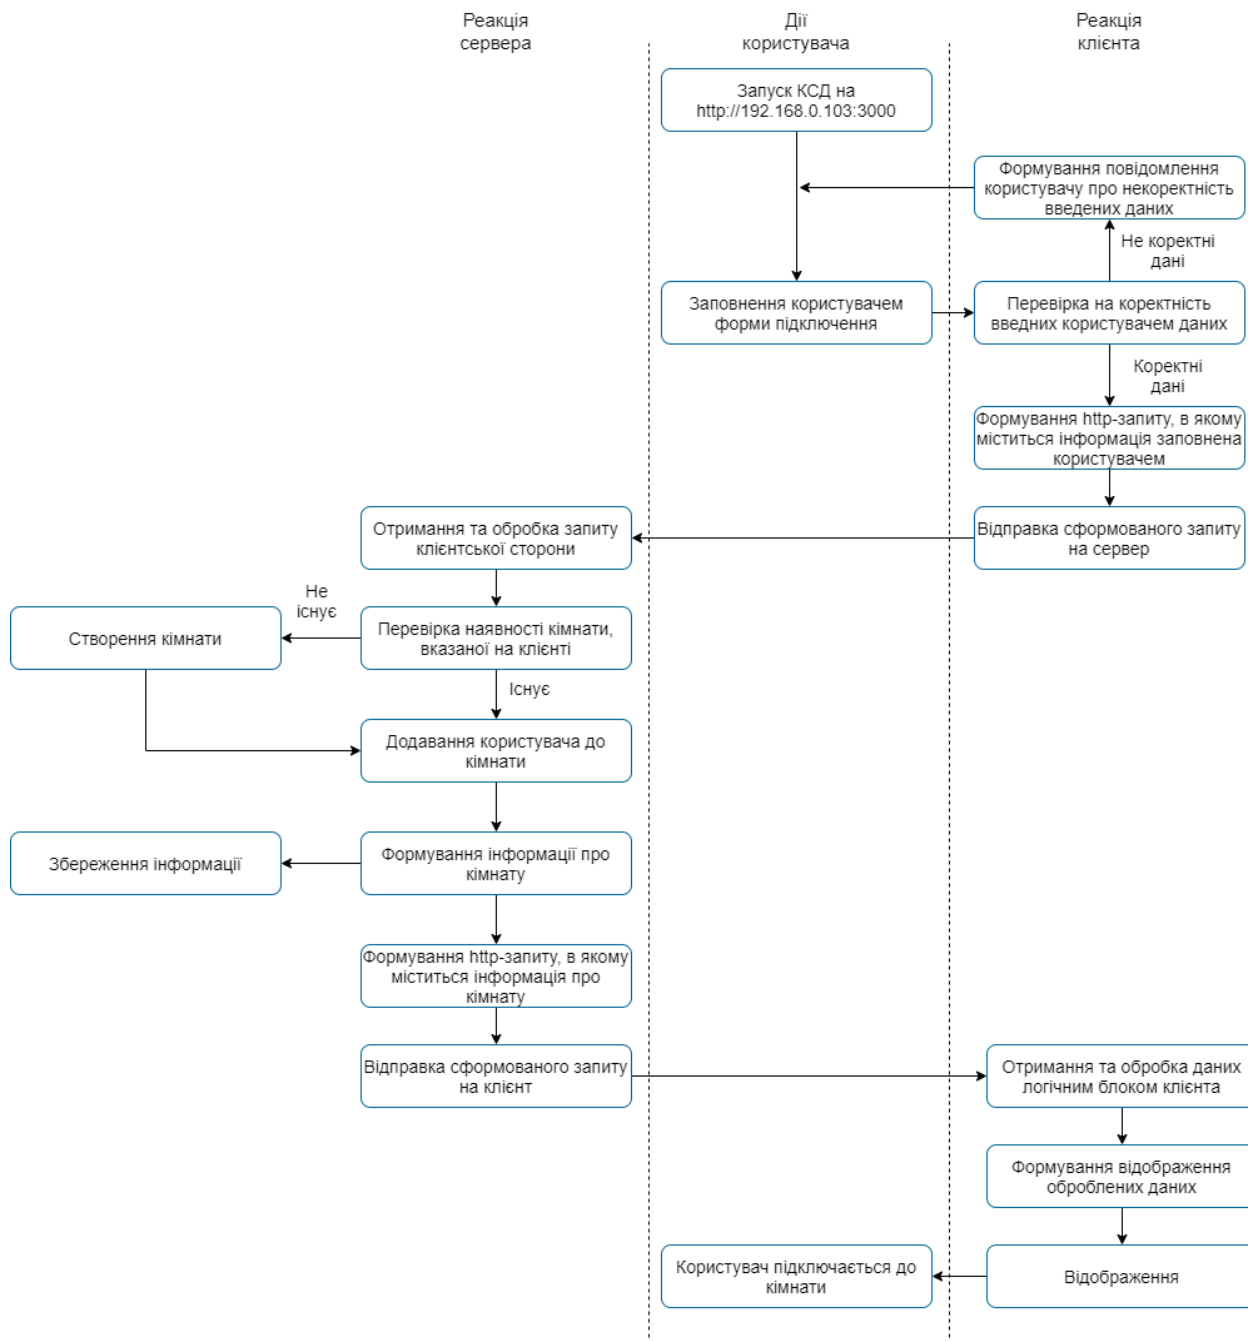 Реакція
сервера
Дії
користувача
Реакція
клієнта
Запуск КСД на
http://192.168.0.103:3000
Формування повідомлення
користувачу про некоректність
введених даних
Не коректні
дані
Заповнення користувачем
форми підключення
Перевірка на коректність
введних користувачем даних
Коректні
дані
Формування http-запиту, в якому
міститься інформація заповнена
користувачем
Отримання та обробка запиту
клієнтської сторони
Відправка сформованого запиту
на сервер
Не
існує
Створення кімнати
Перевірка наявності кімнати,
вказаної на клієнті
Існує
Додавання користувача до
кімнати
Збереження інформації
Формування інформації про
кімнату
Формування http-запиту, в якому
міститься інформація про
кімнату
Відправка сформованого запиту
на клієнт
Отримання та обробка даних
логічним блоком клієнта
Формування відображення
оброблених даних
Користувач підключається до
кімнати
Відображення